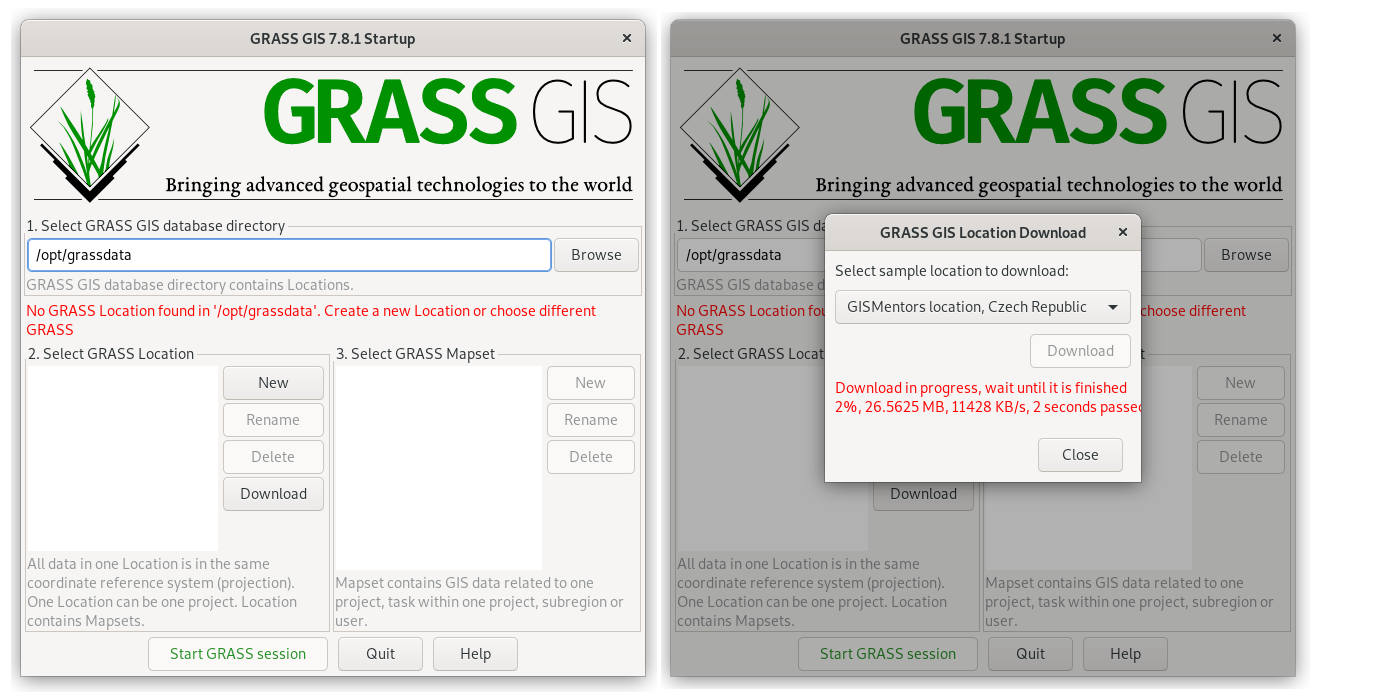 GRASS GIS 7.8.1 Startup
×
GRASS GIS
Bringing advanced geospatial technologies to the world
1. Select GRASS GIS database directory
/opt/grassdata
Browse
GRASS GIS database directory contains Locations.
No GRASS Location found in '/opt/grassdata'. Create a new Location or choose different
GRASS
2. Select GRASS Location
New
Rename
Delete
Download
All data in one Location is in the same
coordinate reference system (projection).
One Location can be one project. Location
contains Mapsets.
3. Select GRASS Mapset
New
Rename
Delete
Mapset contains GIS data related to one
project, task within one project, subregion or
user.
Start GRASS session
Quit
Help
GRASS GIS 7.8.1 Startup
×
GRASS GIS
Bringing advanced geospatial technologies to the world
1. Select GRASS GIS da
/opt/grassdata
Browse
GRASS GIS database d
No GRASS Location fou
choose different
GRASS
2. Select GRASS Locat
t
GRASS GIS Location Download
×
Select sample location to download:
GISMentors location, Czech Republic
Download
Download in progress, wait until it is finished
2%, 26.5625 MB, 11428 KB/s, 2 seconds passed
Close
Download
All data in one Location is in the same
coordinate reference system (projection).
One Location can be one project. Location
contains Mapsets.
New
Rename
Delete
Mapset contains GIS data related to one
project, task within one project, subregion or
user.
Start GRASS session
Quit
Help